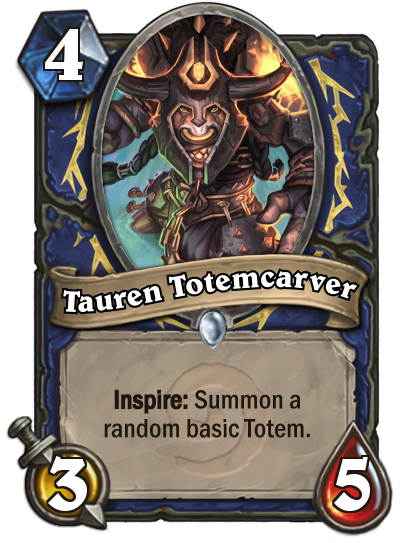 4
Tauren Totemcarver
Inspire: Summon a
random basic Totem.
3
5